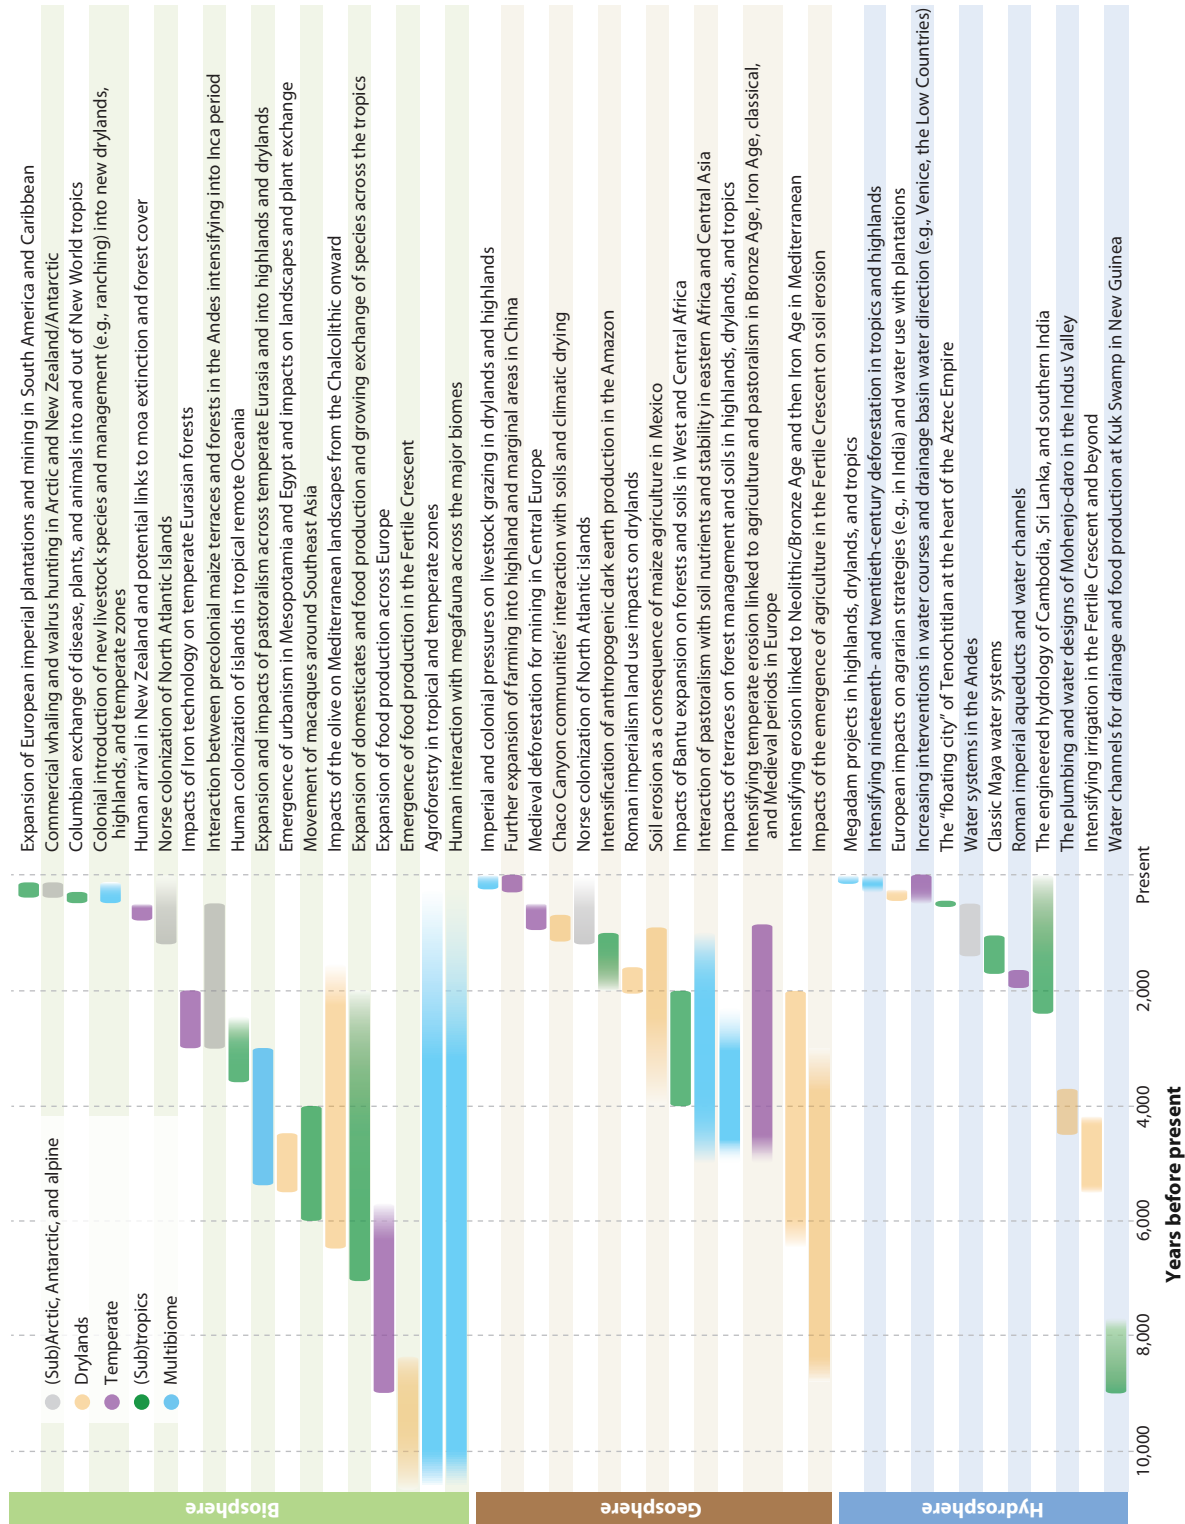 Expansion of European imperial plantations and mining in South America and Caribbean
Commercial whaling and walrus hunting in Arctic and New Zealand/Antarctic
Columbian exchange of disease, plants, and animals into and out of New World tropics
Colonial introduction of new livestock species and management (e.g., ranching) into new drylands,
highlands, and temperate zones
Human arrival in New Zealand and potential links to moa extinction and forest cover
Norse colonization of North Atlantic Islands
Impacts of Iron technology on temperate Eurasian forests
Interaction between precolonial maize terraces and forests in the Andes intensifying into Inca period
Human colonization of islands in tropical remote Oceania
Expansion and impacts of pastoralism across temperate Eurasia and into highlands and drylands
Emergence of urbanism in Mesopotamia and Egypt and impacts on landscapes and plant exchange
Movement of macaques around Southeast Asia
Impacts of the olive on Mediterranean landscapes from the Chalcolithic onward
Expansion of domesticates and food production and growing exchange of species across the tropics
Expansion of food production across Europe
Emergence of food production in the Fertile Crescent
Agroforestry in tropical and temperate zones
Human interaction with megafauna across the major biomes
Imperial and colonial pressures on livestock grazing in drylands and highlands
Further expansion of farming into highland and marginal areas in China
Medieval deforestation for mining in Central Europe
Chaco Canyon communities' interaction with soils and climatic drying
Norse colonization of North Atlantic islands
Intensification of anthropogenic dark earth production in the Amazon
Roman imperialism land use impacts on drylands
Soil erosion as a consequence of maize agriculture in Mexico
Impacts of Bantu expansion on forests and soils in West and Central Africa
Interaction of pastoralism with soil nutrients and stability in eastern Africa and Central Asia
Impacts of terraces on forest management and soils in highlands, drylands, and tropics
Intensifying temperate erosion linked to agriculture and pastoralism in Bronze Age, Iron Age, classical,
and Medieval periods in Europe
Intensifying erosion linked to Neolithic/Bronze Age and then Iron Age in Mediterranean
Impacts of the emergence of agriculture in the Fertile Crescent on soil erosion
Megadam projects in highlands, drylands, and tropics
Intensifying nineteenth- and twentieth-century deforestation in tropics and highlands
European impacts on agrarian strategies (e.g., in India) and water use with plantations
Increasing interventions in water courses and drainage basin water direction (e.g., Venice, the Low Countries)
The "floating city" of Tenochtitlan at the heart of the Aztec Empire
Water systems in the Andes
Classic Maya water systems
Roman imperial aqueducts and water channels
The engineered hydrology of Cambodia, Sri Lanka, and southern India
The plumbing and water designs of Mohenjo-daro in the Indus Valley
Intensifying irrigation in the Fertile Crescent and beyond
Water channels for drainage and food production at Kuk Swamp in New Guinea
(Sub)Arctic, Antarctic, and alpine
Drylands
Temperate
(Sub)tropics
Multibiome
Biosphere
Geosphere
Hydrosphere
10,000
8,000
6,000
4,000
2,000
Present
Years before present